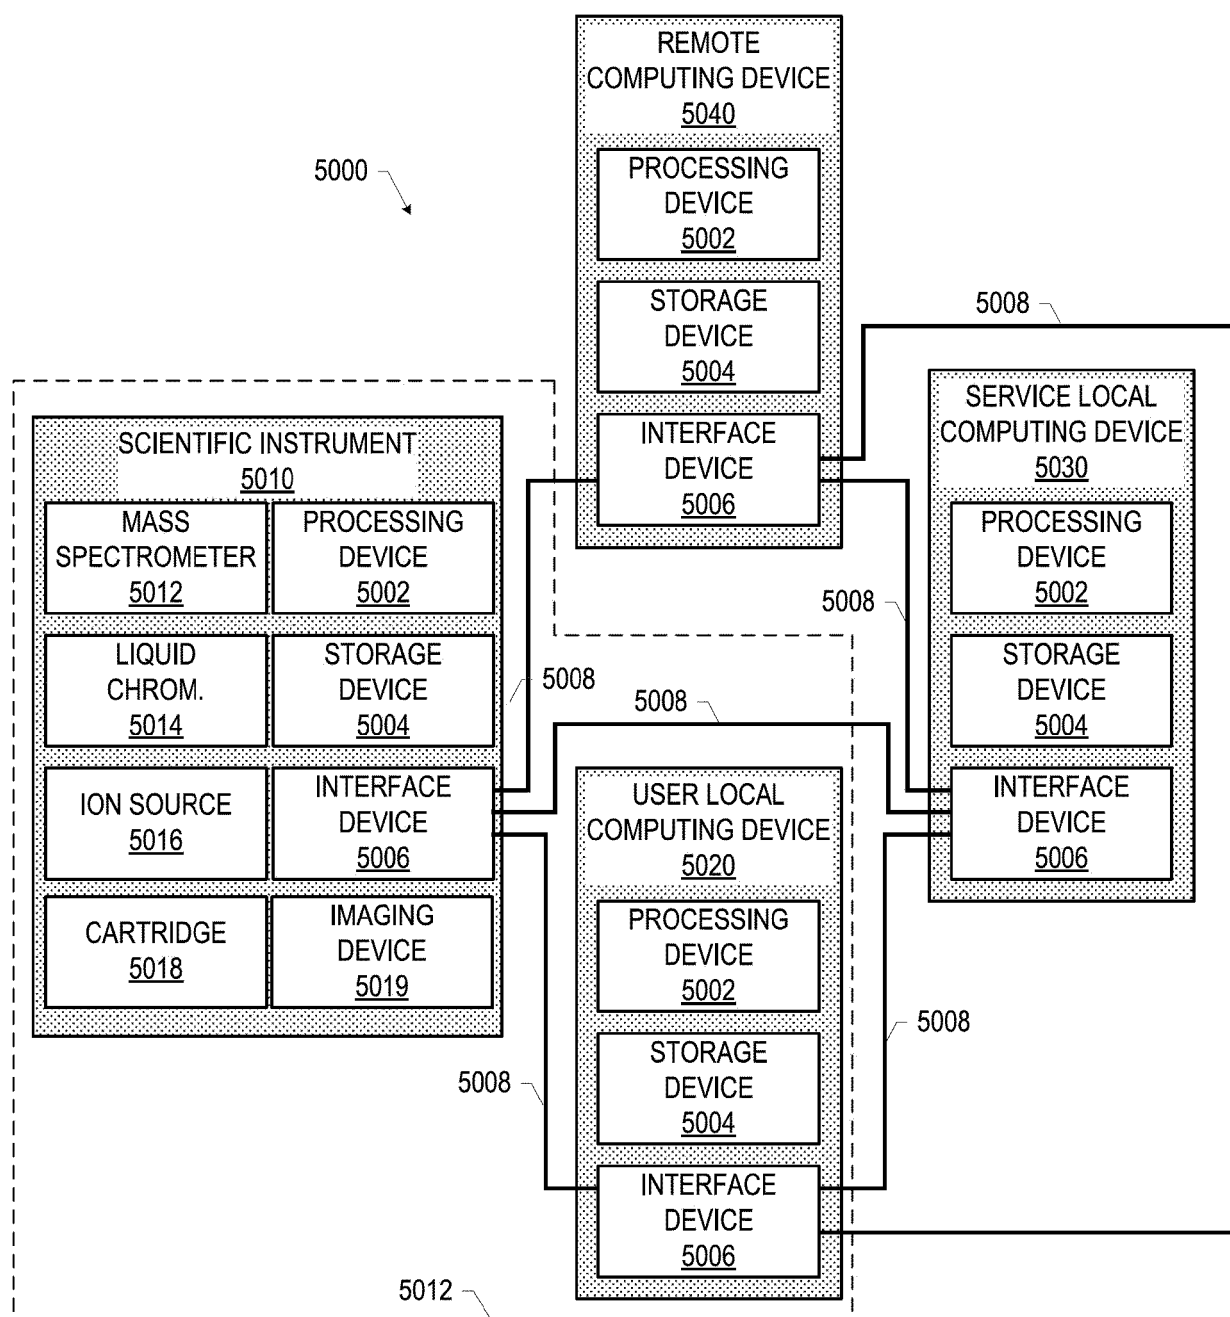 REMOTE
COMPUTING DEVICE
5040
PROCESSING
DEVICE
5002
STORAGE
DEVICE
5004
INTERFACE
DEVICE
5006
5000
5008
SERVICE LOCAL
COMPUTING DEVICE
5030
PROCESSING
DEVICE
5002
STORAGE
DEVICE
5004
INTERFACE
DEVICE
5006
SCIENTIFIC INSTRUMENT
5010
MASS
SPECTROMETER
5012
PROCESSING
DEVICE
5002
LIQUID
CHROM.
5014
STORAGE
DEVICE
5004
ION SOURCE
5016
INTERFACE
DEVICE
5006
CARTRIDGE
5018
IMAGING
DEVICE
5019
5008
5008
5008
USER LOCAL
COMPUTING DEVICE
5020
PROCESSING
DEVICE
5002
STORAGE
DEVICE
5004
INTERFACE
DEVICE
5006
5008
5008
5012